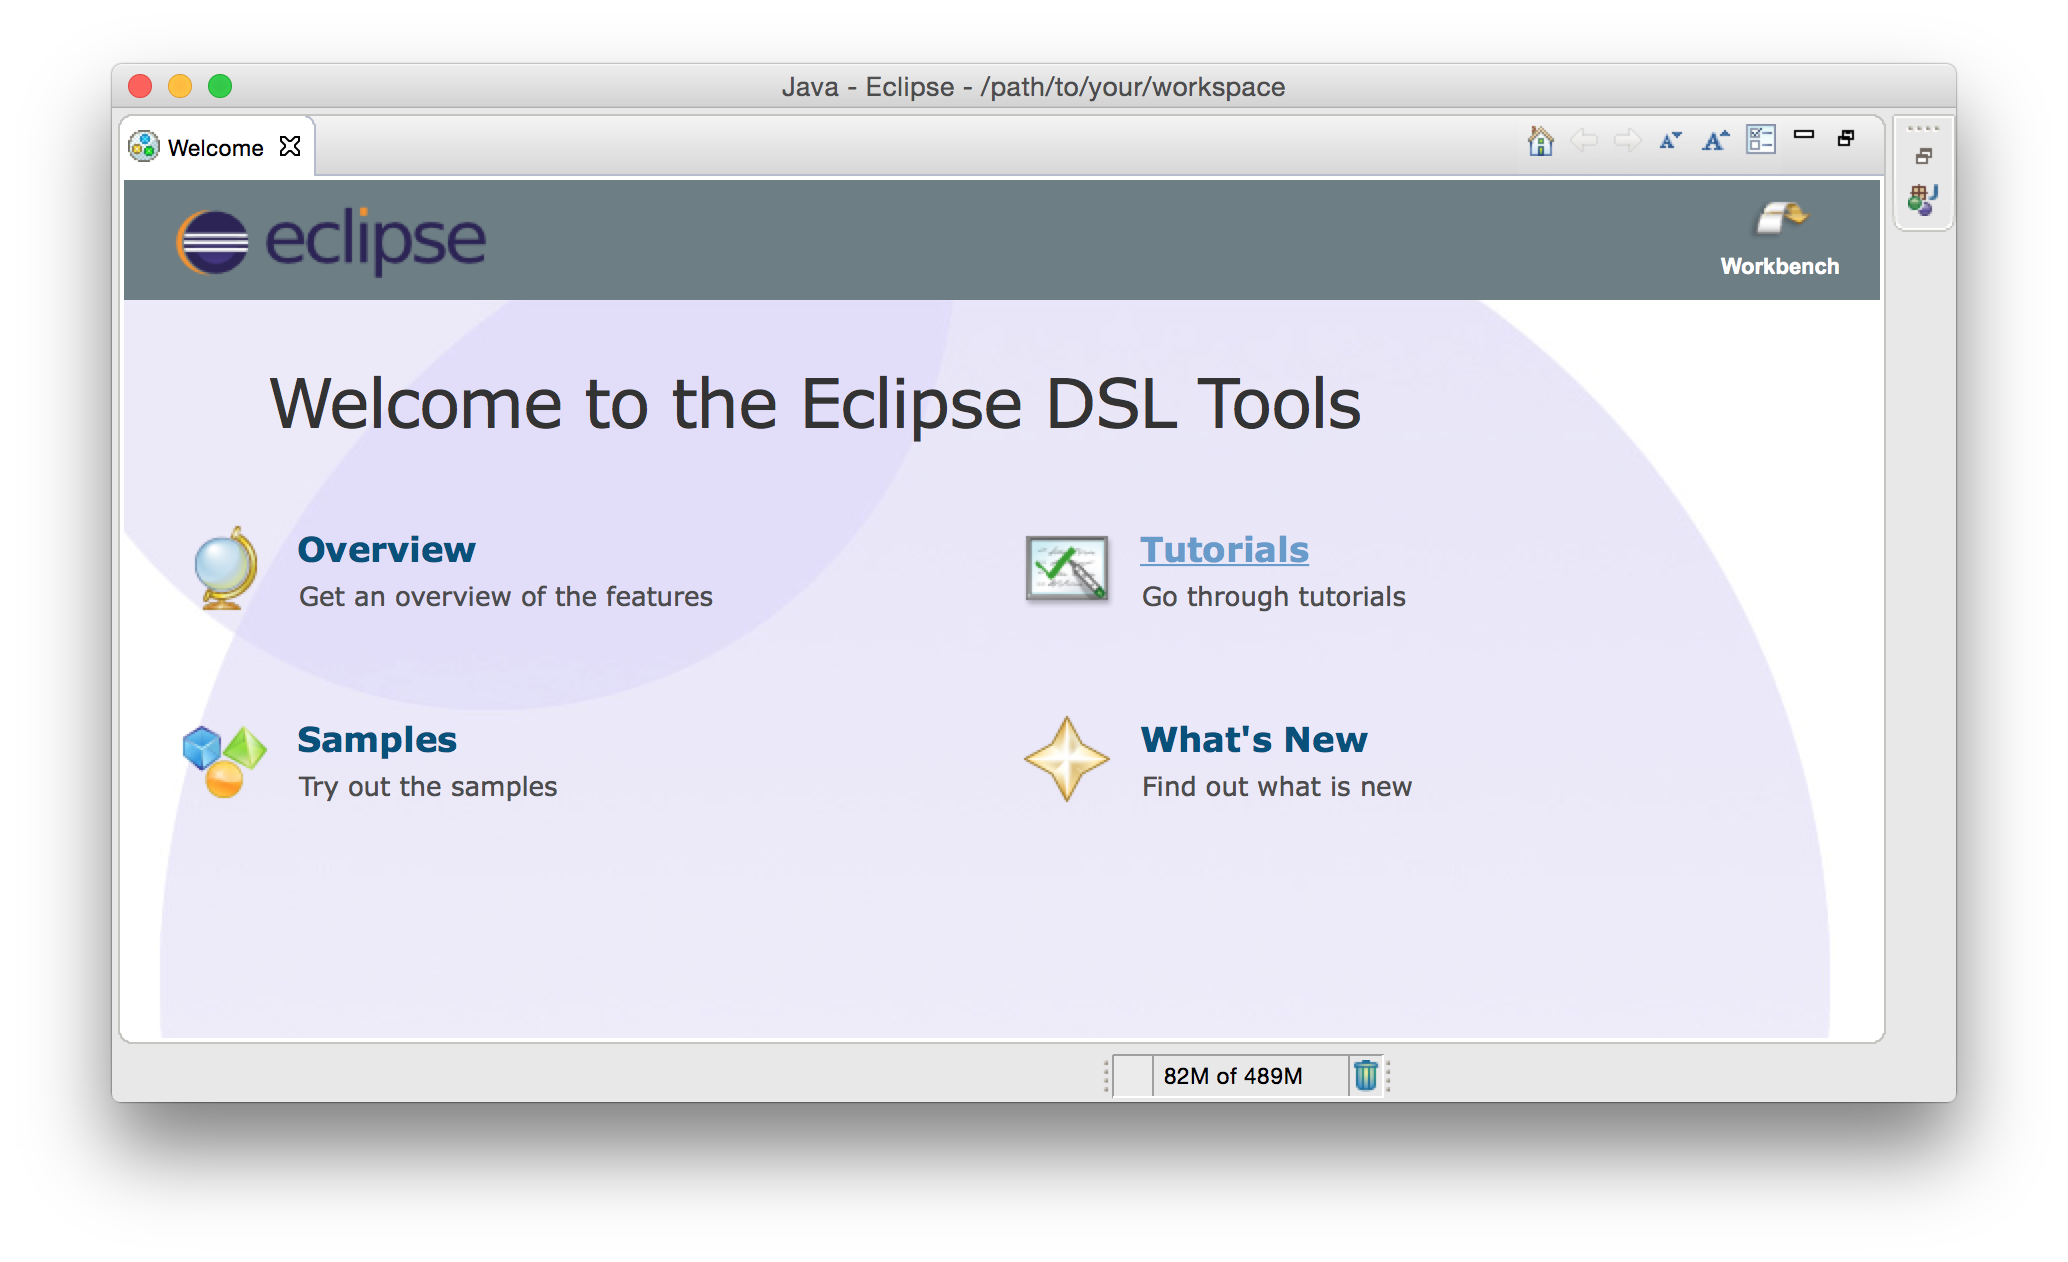 Java - Eclipse - /path/to/your/workspace
Welcome
eclipse
Workbench
Welcome to the Eclipse DSL Tools
Overview
Get an overview of the features
Tutorials
Go through tutorials
Samples
Try out the samples
What's New
Find out what is new
82M of 489M